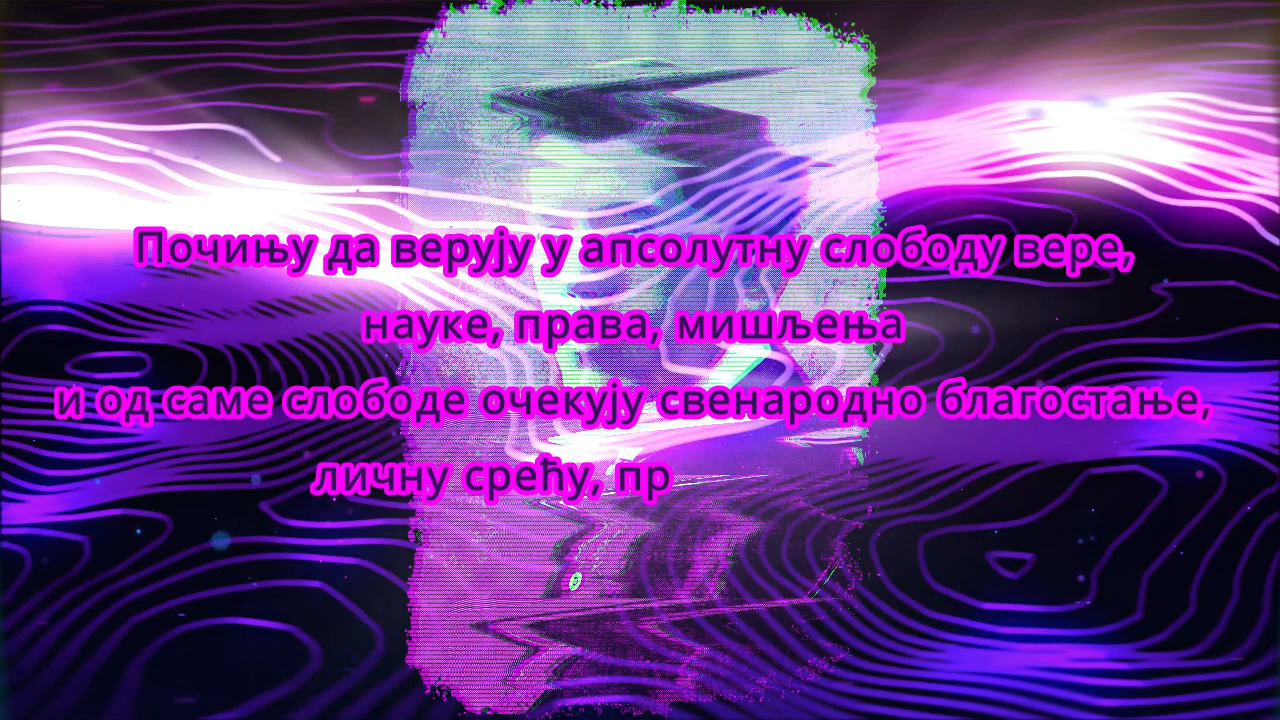 Почињу да верују у апсолутну слободу вере,
науке, права, мишљења
и од саме слободе очекују свенародно благостање,
личну срећу, пр